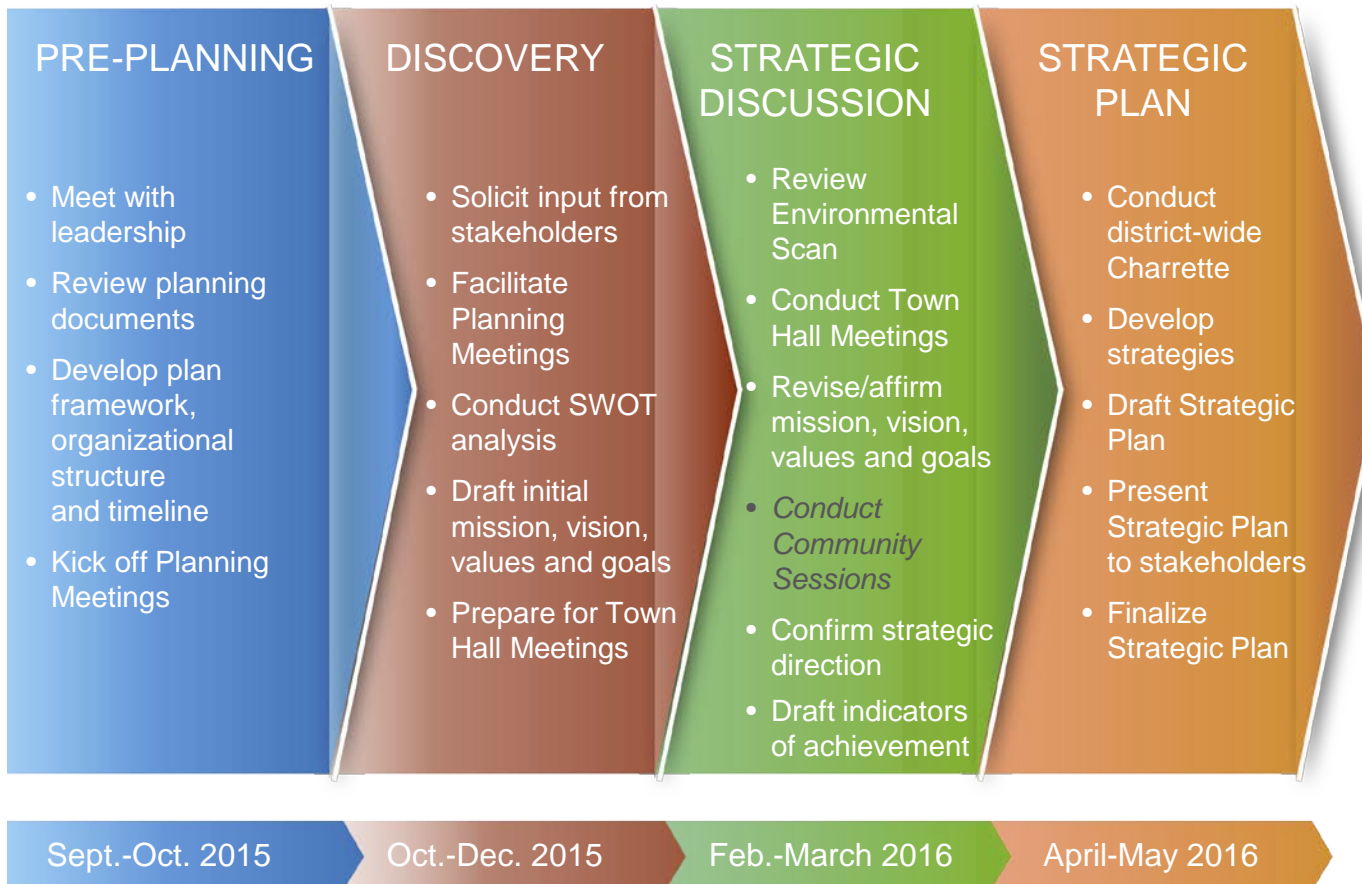 PRE-PLANNING
• Meet with
leadership
• Review planning
documents
• Develop plan
framework,
organizational
structure
and timeline
• Kick off Planning
Meetings
DISCOVERY
• Solicit input from
stakeholders
• Facilitate
Planning
Meetings
• Conduct SWOT
analysis
• Draft initial
mission, vision,
values and goals
• Prepare for Town
Hall Meetings
STRATEGIC
DISCUSSION
• Review
Environmental
Scan
• Conduct Town
Hall Meetings
• Revise/affirm
mission, vision,
values and goals
• Conduct
Community
Sessions
• Confirm strategic
direction
• Draft indicators
of achievement
STRATEGIC
PLAN
• Conduct
district-wide
Charrette
• Develop
strategies
• Draft Strategic
Plan
• Present
Strategic Plan
to stakeholders
• Finalize
Strategic Plan
Sept.-Oct. 2015
Oct.-Dec. 2015
Feb.-March 2016
April-May 2016